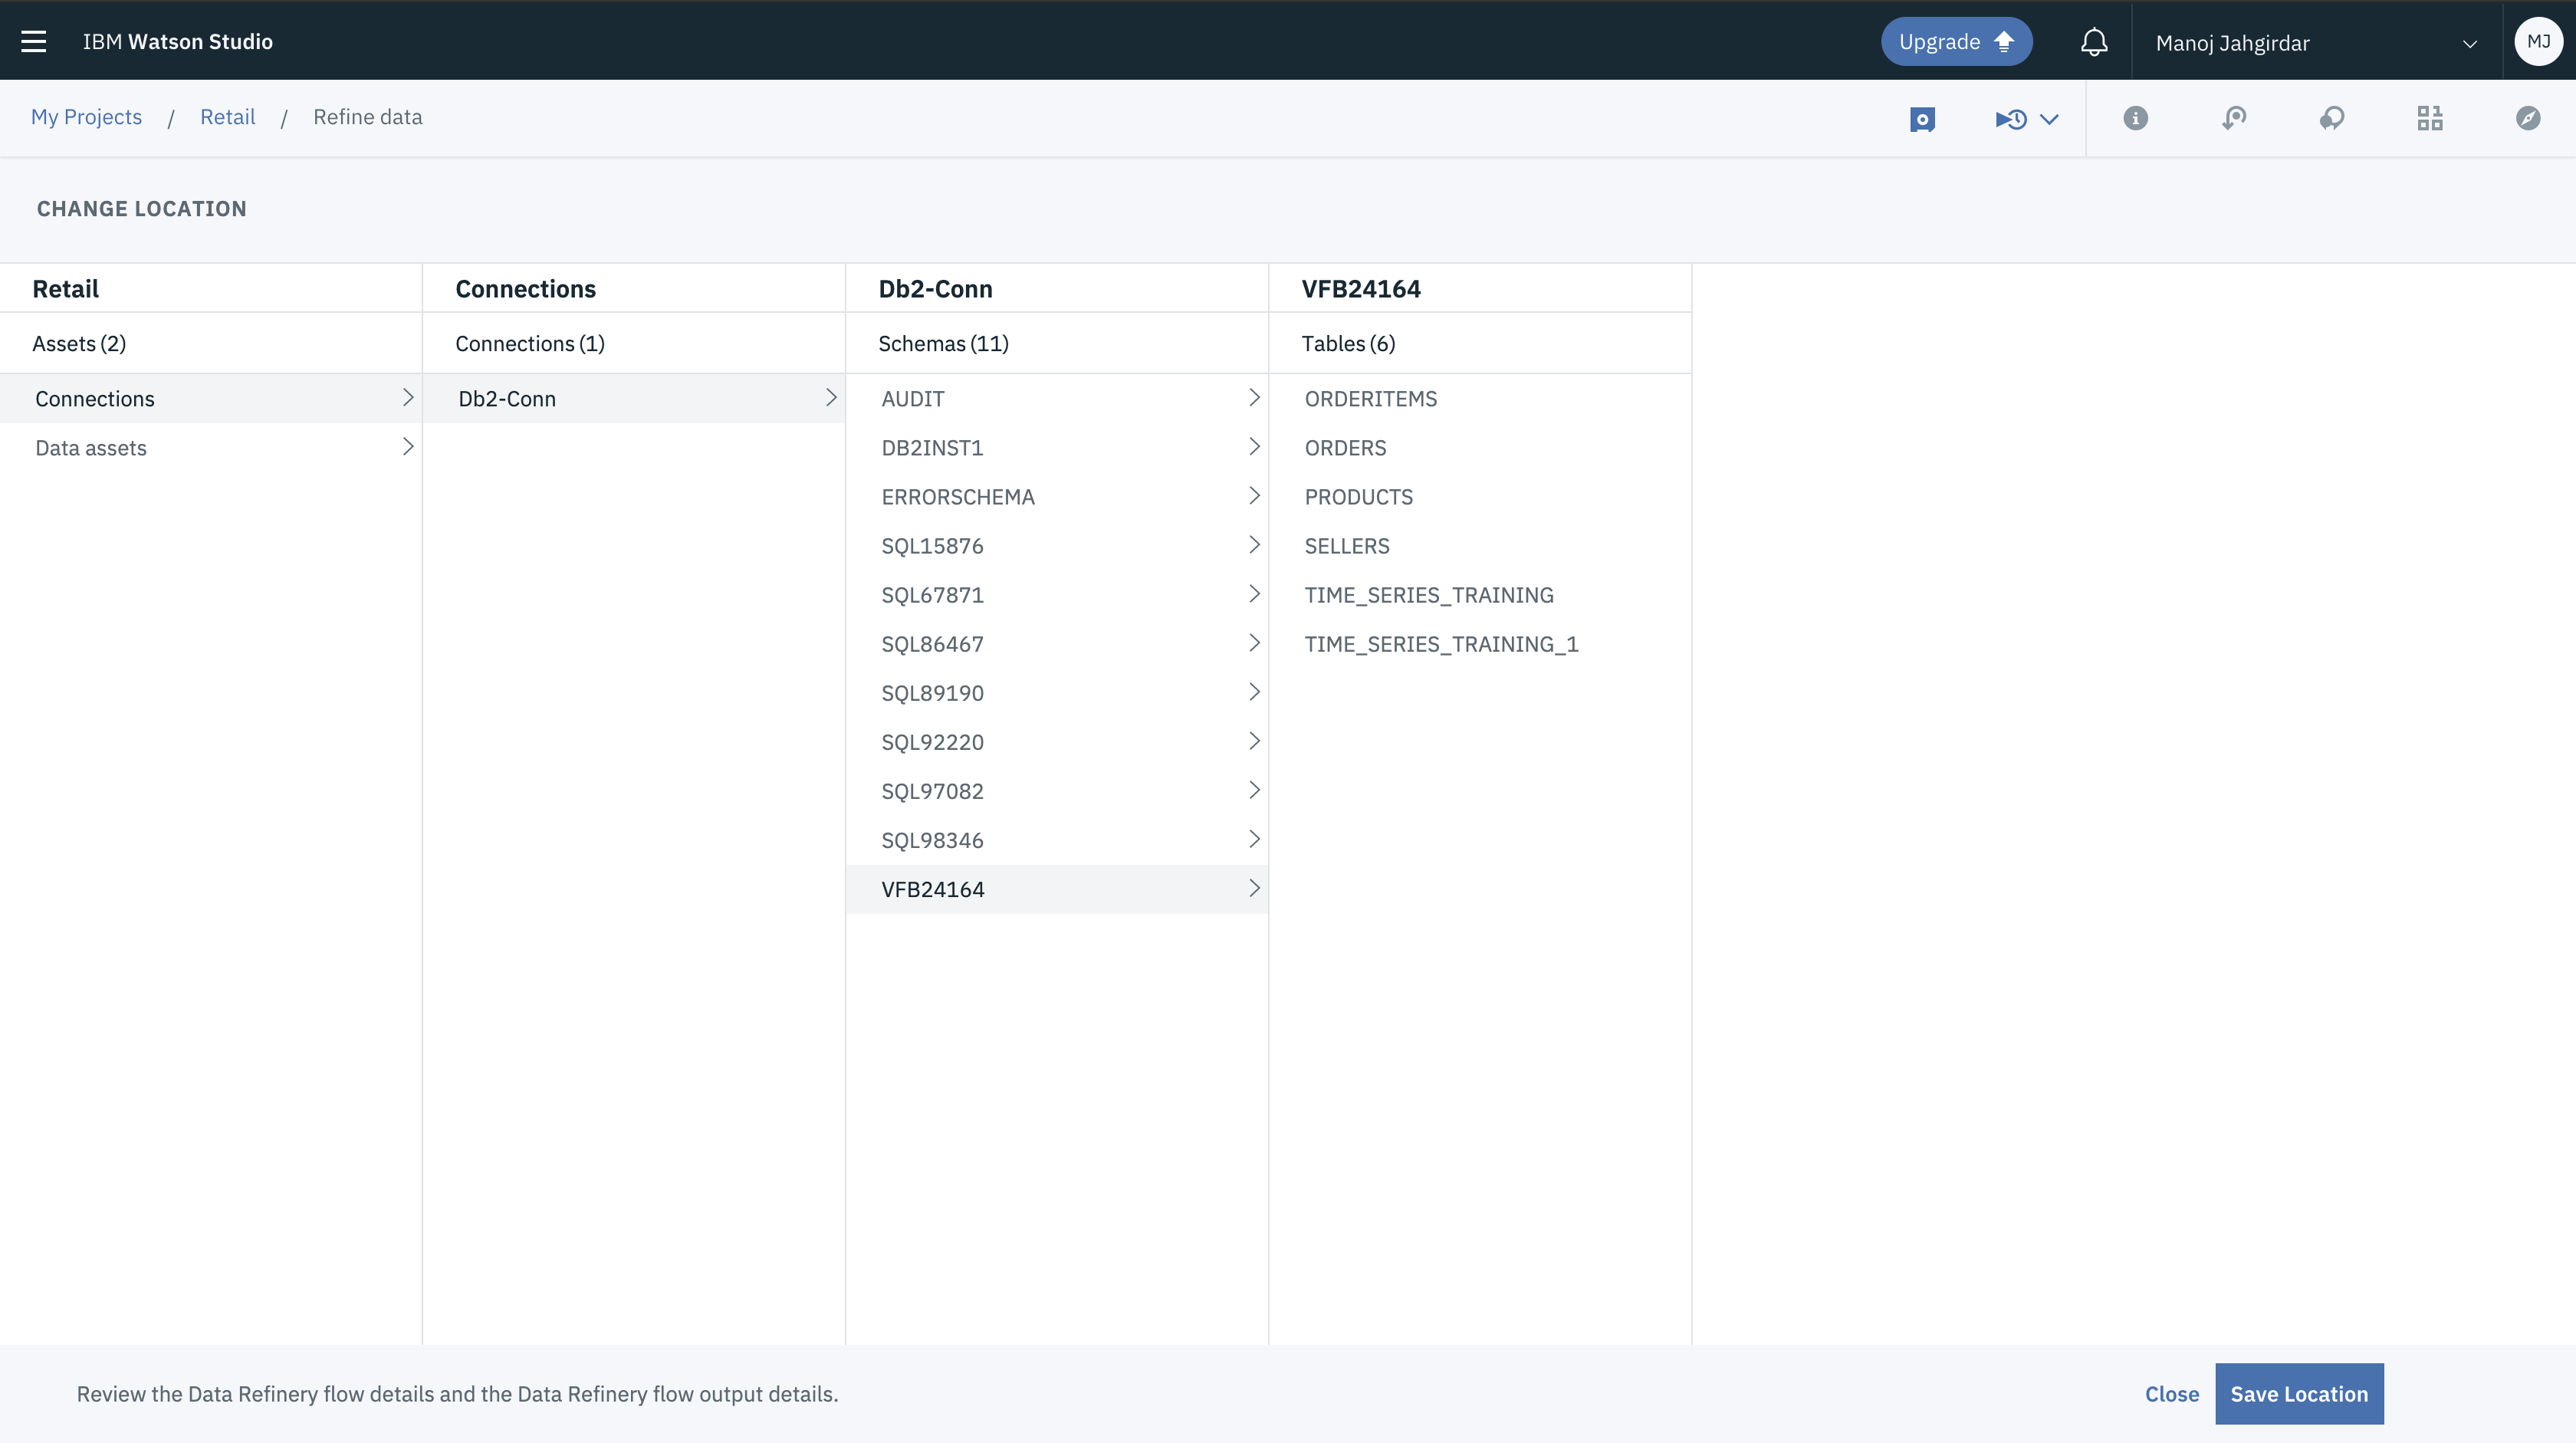 IBM Watson Studio
Upgrade
Manoj Jahgirdar
MJ
My Projects / Retail / Refine data
CHANGE LOCATION
Retail
Assets (2)
Connections
Data assets
Connections
Connections (1)
Db2-Conn
Db2-Conn
Schemas (11)
AUDIT
DB2INST1
ERRORSCHEMA
SQL15876
SQL67871
SQL86467
SQL89190
SQL92220
SQL97082
SQL98346
VFB24164
VFB24164
Tables (6)
ORDERITEMS
ORDERS
PRODUCTS
SELLERS
TIME_SERIES_TRAINING
TIME_SERIES_TRAINING_1
Review the Data Refinery flow details and the Data Refinery flow output details.
Close
Save Location